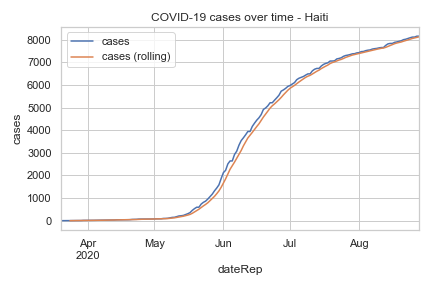 COVID-19 cases over time - Haiti
cases
cases (rolling)
8000
7000
6000
5000
4000
3000
2000
1000
0
cases
Apr
2020
May
Jun
Jul
Aug
dateRep